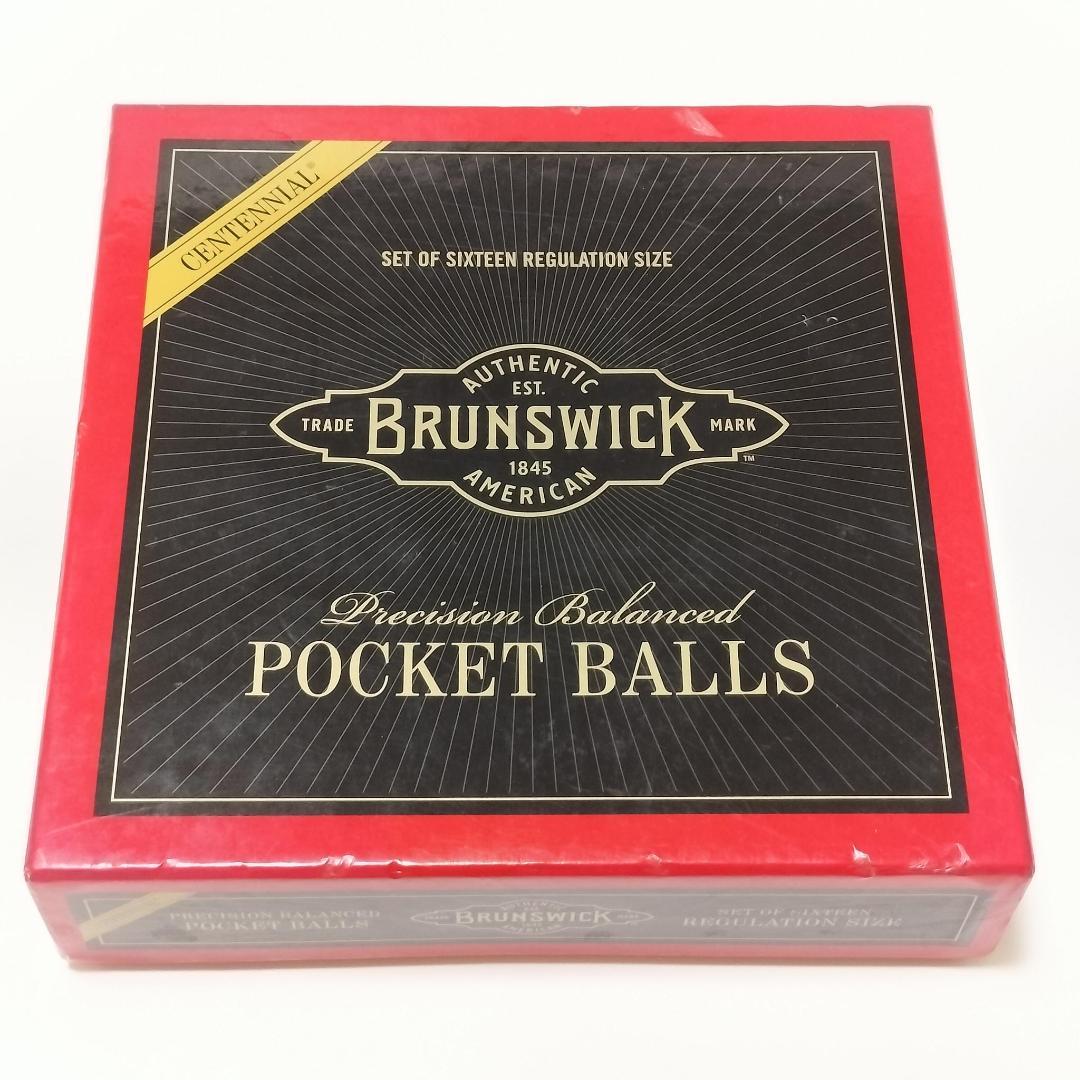 CENTENNIAL®
SET OF SIXTEEN REGULATION SIZE
AUTHENTIC
EST.
TRADE BRUNSWICK MARK
™
1845
AMERICAN
Precision Balanced
POCKET BALLS
PRECISION BALANCED
POCKET BALLS
BRUNSWICK
AMERICAN
SET OF SIXTEEN
REGULATION SIZE